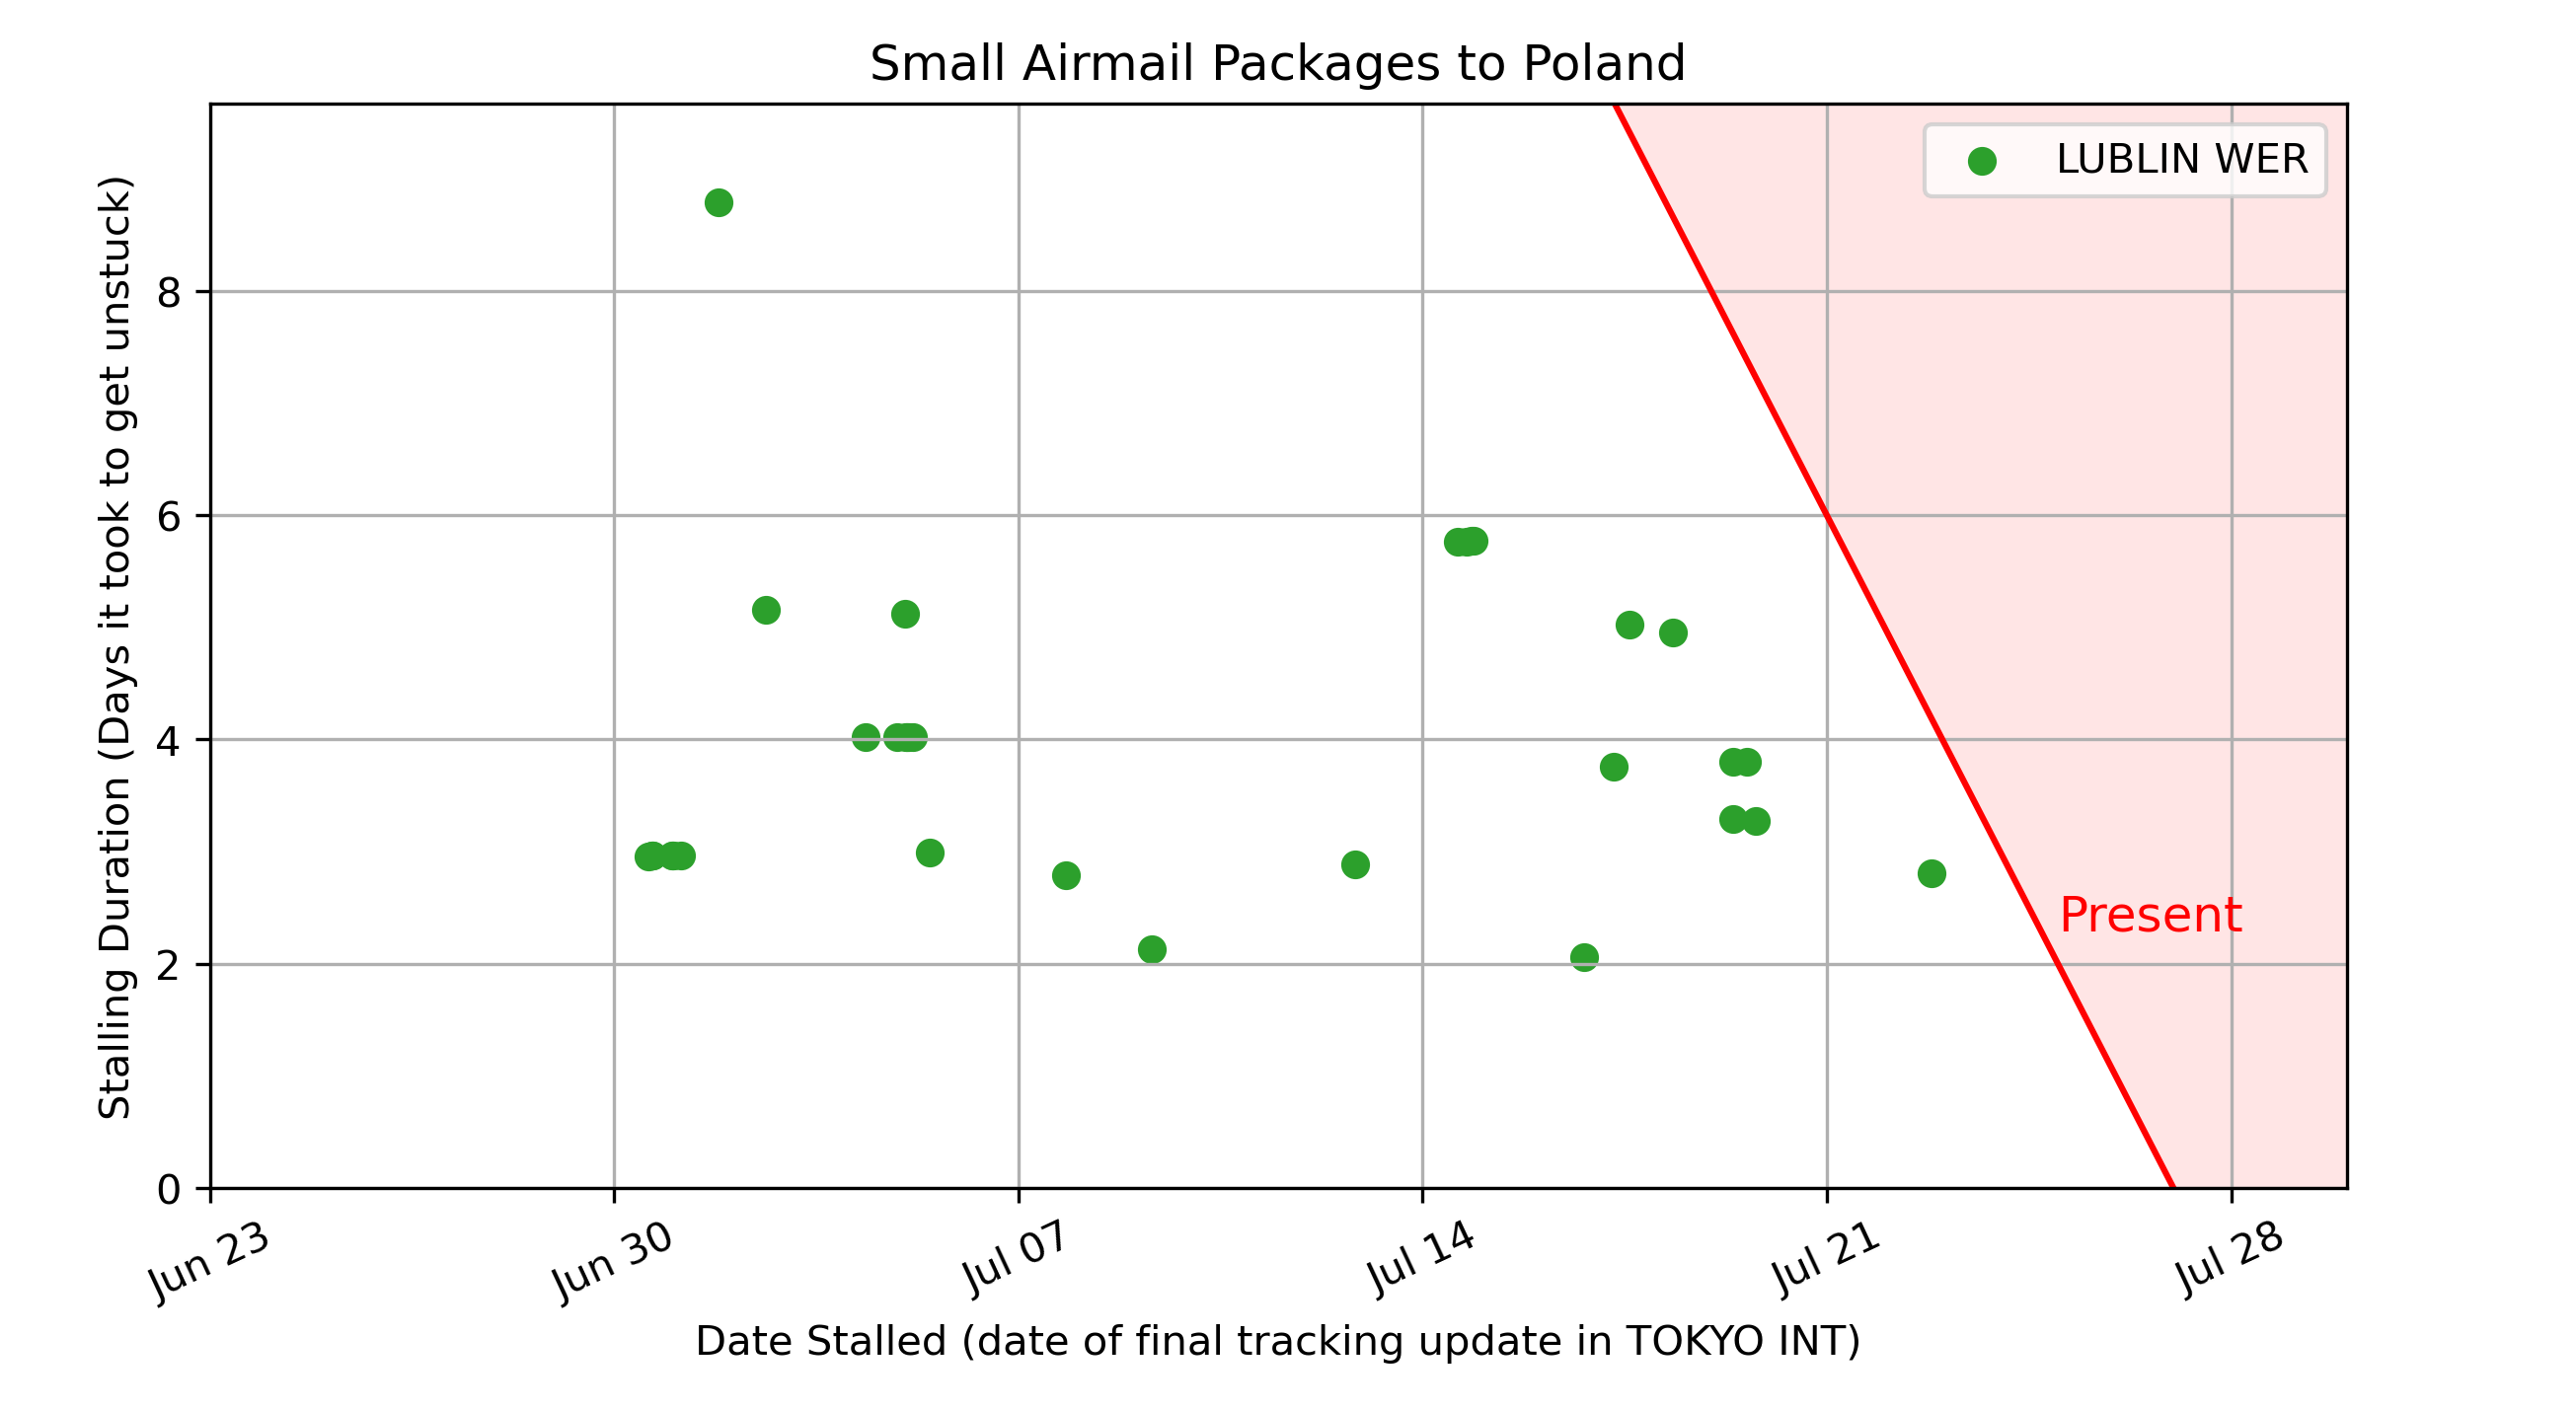 Small Airmail Packages to Poland
LUBLIN WER
Stalling Duration (Days it took to get unstuck)
8
6
4
2
0
Present
Jun 23
Jun 30
Jul 07
Jul 14
Jul 21
Jul 28
Date Stalled (date of final tracking update in TOKYO INT)